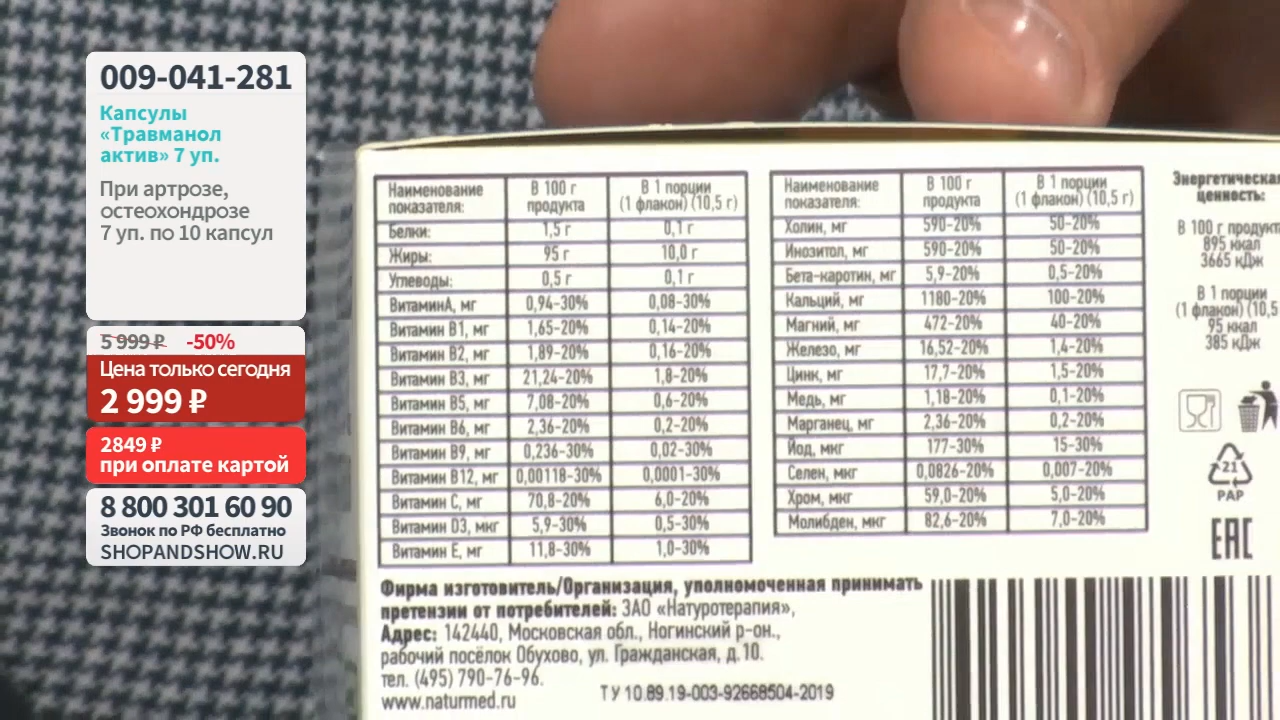 009-041-281
Капсулы
«Травманол
актив» 7 уп.
При артрозе,
остеохондрозе
7 уп. по 10 капсул
5 999 ₽ -50%
Цена только сегодня
2 999 ₽
2849 ₽
при оплате картой
8 800 301 60 90
Звонок по РФ бесплатно
SHOPANDSHOW.RU
Наименование показателя: В 100 г продукта В 1 порции (1 флакон) (10,5 г)
Белки: 1,5 г 0,1 г
Жиры: 95 г 10,0 г
Углеводы: 0,5 г 0,1 г
ВитаминА, мг 0,94-30% 0,08-30%
Витамин В1, мг 1,65-20% 0,14-20%
Витамин В2, мг 1,89-20% 0,16-20%
Витамин В3, мг 21,24-20% 1,8-20%
Витамин В5, мг 7,08-20% 0,6-20%
Витамин В6, мг 2,36-20% 0,2-20%
Витамин В9, мг 0,236-30% 0,02-30%
Витамин В12, мг 0,00118-30% 0,0001-30%
Витамин С, мг 70,8-20% 6,0-20%
Витамин D3, мкг 5,9-30% 0,5-30%
Витамин Е, мг 11,8-30% 1,0-30%
Наименование показателя: В 100 г продукта В 1 порции (1 флакон) (10,5 г)
Холин, мг 590-20% 50-20%
Инозитол, мг 590-20% 50-20%
Бета-каротин, мг 5,9-20% 0,5-20%
Кальций, мг 1180-20% 100-20%
Магний, мг 472-20% 40-20%
Железо, мг 16,52-20% 1,4-20%
Цинк, мг 17,7-20% 1,5-20%
Медь, мг 1,18-20% 0,1-20%
Марганец, мг 2,36-20% 0,2-20%
Йод, мкг 177-30% 15-30%
Селен, мкг 0,0826-20% 0,007-20%
Хром, мкг 59,0-20% 5,0-20%
Молибден, мкг 82,6-20% 7,0-20%
Энергетическая
ценность:
В 100 г продукта
895 ккал
3665 кДж
В 1 порции
(1 флакон) (10,5
95 ккал
385 кДж
21
PAP
EAC
Фирма изготовитель/Организация, уполномоченная принимать
претензии от потребителей: ЗАО «Натуротерапия»,
Адрес: 142440, Московская обл., Ногинский р-он.,
рабочий посёлок Обухово, ул. Гражданская, д.10.
тел. (495) 790-76-96.
www.naturmed.ru ТУ 10.89.19-003-92668504-2019